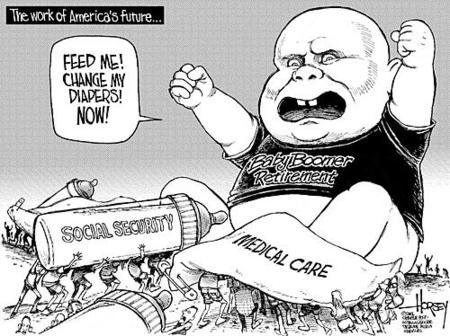 The work of America's future...
FEED ME!
CHANGE MY
DIAPERS!
NOW!
Baby Boomer
Retirement
SOCIAL SECURITY
MEDICAL CARE
HORSEY